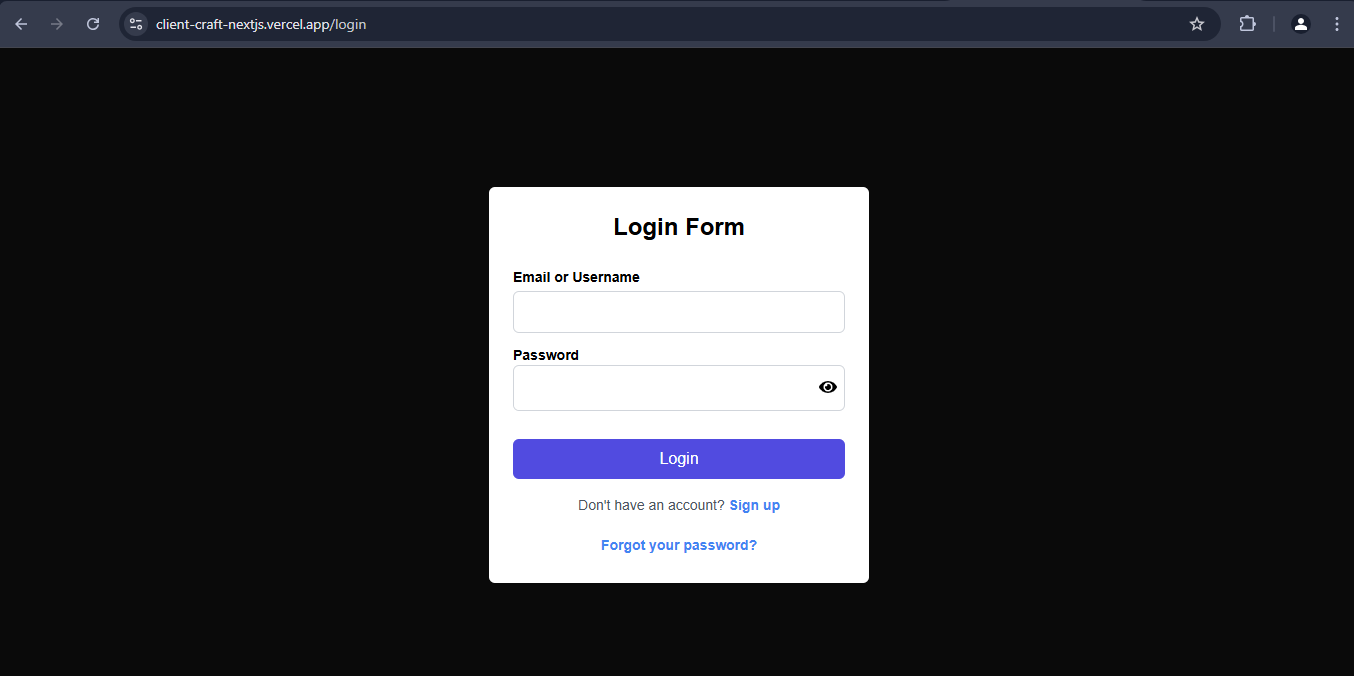 client-craft-nextjs.vercel.app/login
Login Form
Email or Username
Password
Login
Don't have an account? Sign up
Forgot your password?